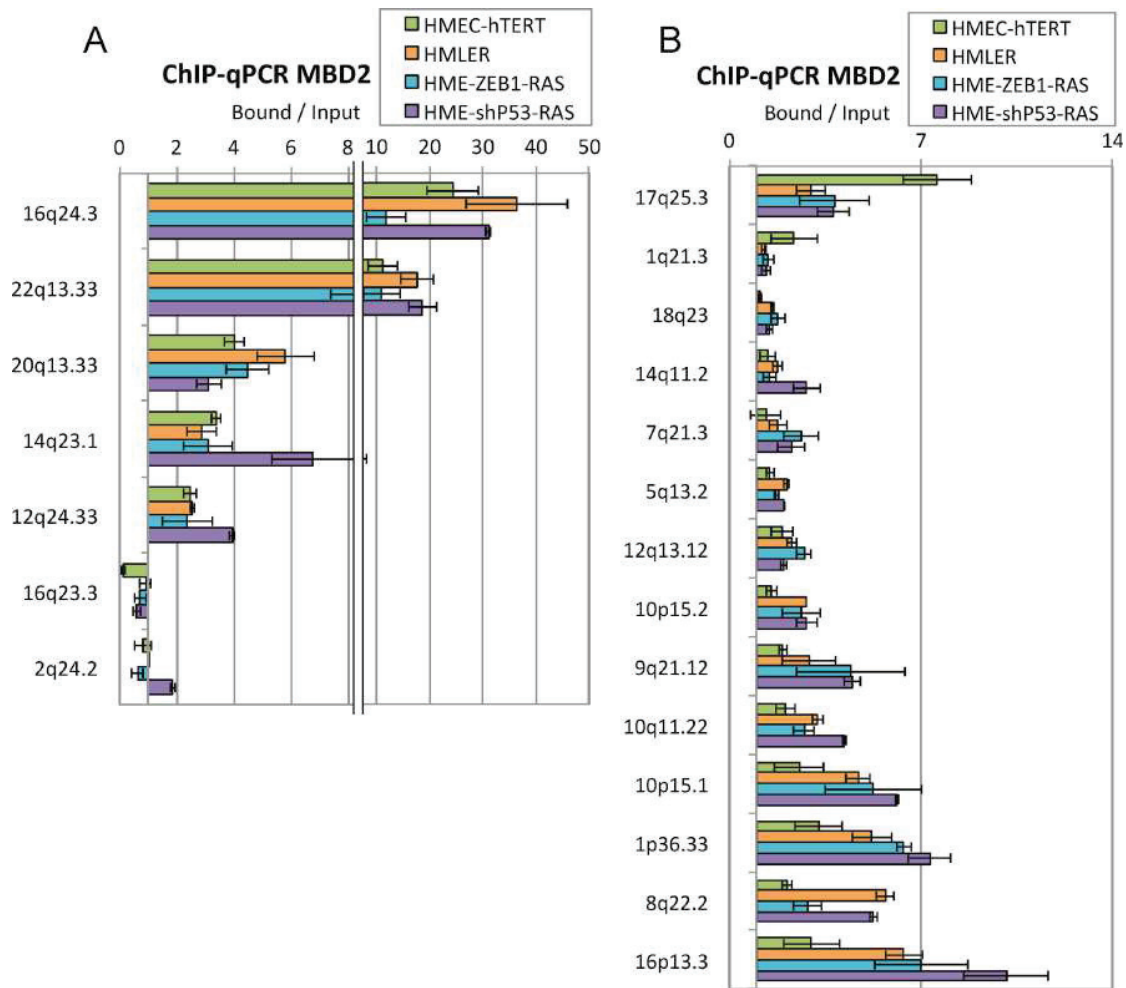 A
ChIP-qPCR MBD2
Bound / Input
HMEC-hTERT
HMLER
HME-ZEB1-RAS
HME-shP53-RAS
0 2 4 6 8 10 20 30 40 50
16q24.3
22q13.33
20q13.33
14q23.1
12q24.33
16q23.3
2q24.2
B
ChIP-qPCR MBD2
Bound / Input
HMEC-hTERT
HMLER
HME-ZEB1-RAS
HME-shP53-RAS
0 7 14
17q25.3
1q21.3
18q23
14q11.2
7q21.3
5q13.2
12q13.12
10p15.2
9q21.12
10q11.22
10p15.1
1p36.33
8q22.2
16p13.3